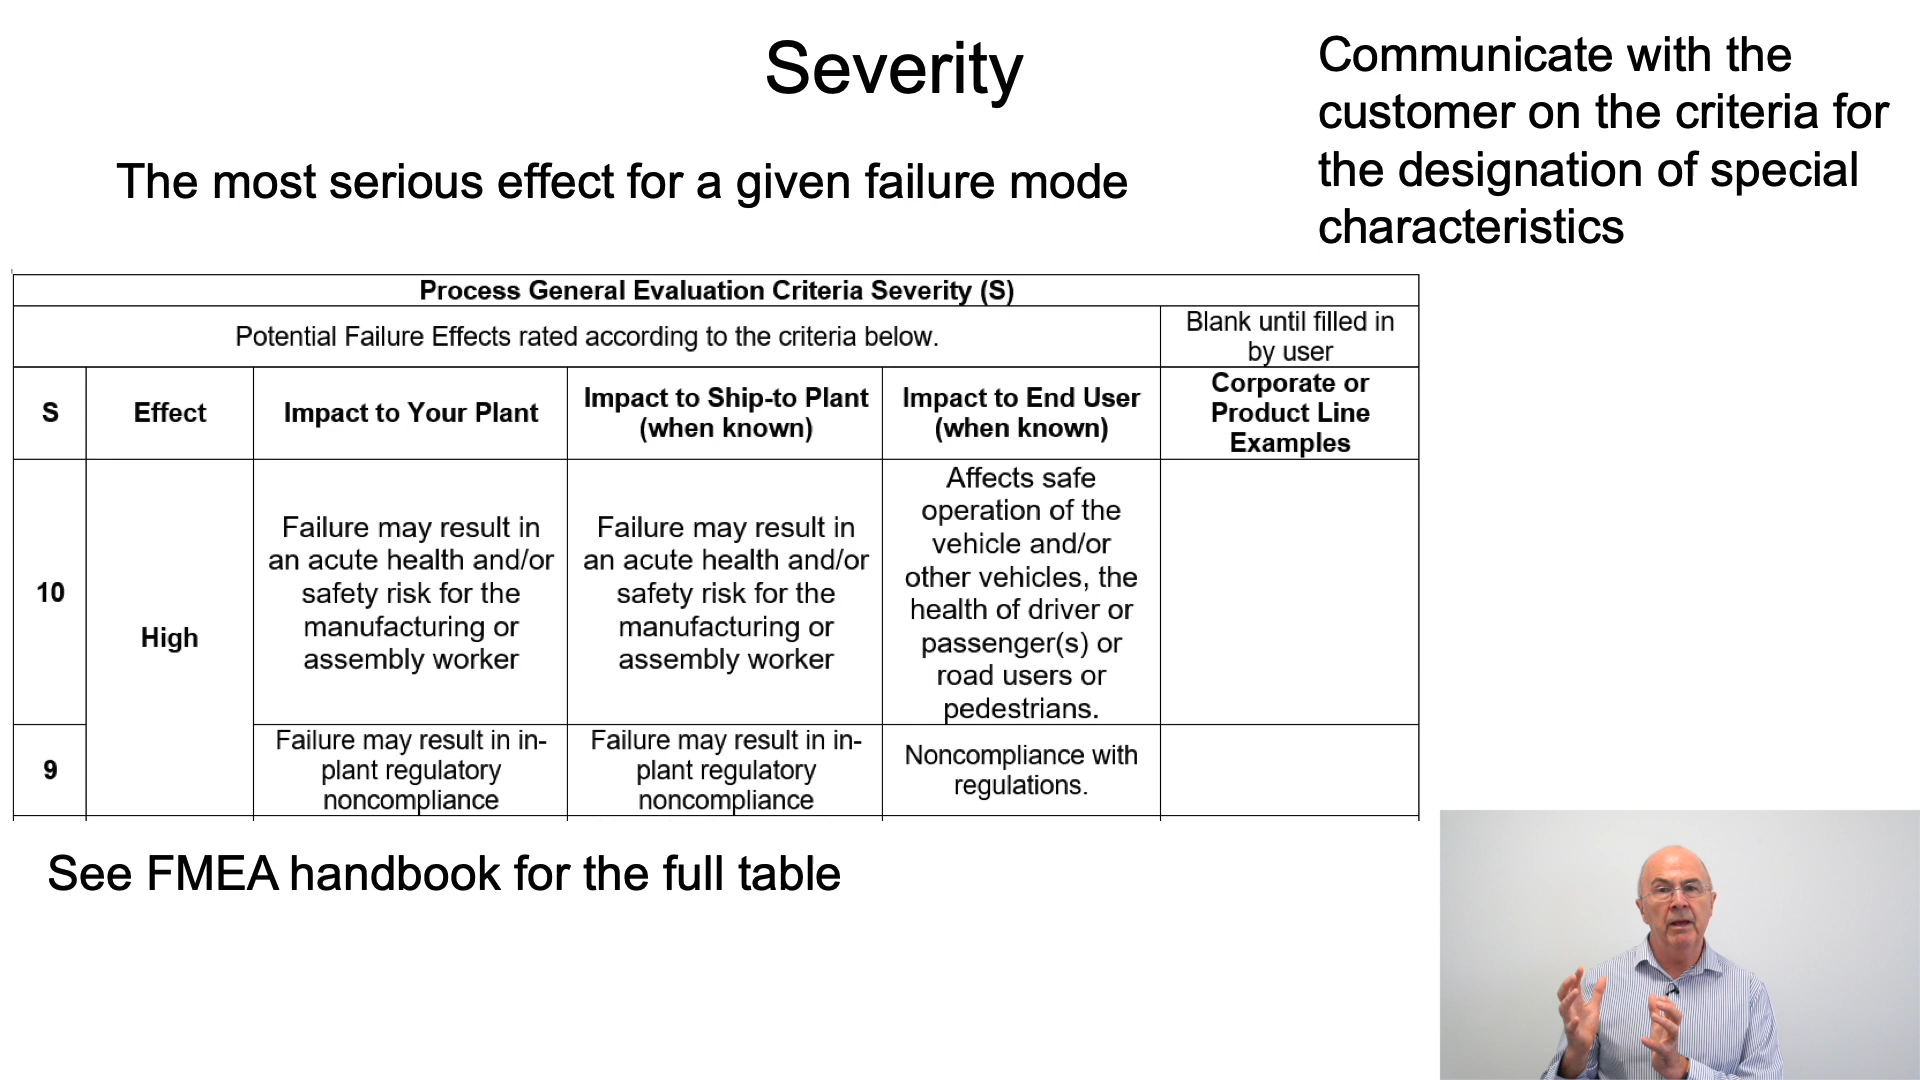 Severity
Communicate with the
customer on the criteria for
the designation of special
characteristics
The most serious effect for a given failure mode
Process General Evaluation Criteria Severity (S)
Potential Failure Effects rated according to the criteria below.
Blank until filled in
by user
S
Effect
Impact to Your Plant
Impact to Ship-to Plant
(when known)
Impact to End User
(when known)
Corporate or
Product Line
Examples
10
High
Failure may result in
an acute health and/or
safety risk for the
manufacturing or
assembly worker
Failure may result in
an acute health and/or
safety risk for the
manufacturing or
assembly worker
Affects safe
operation of the
vehicle and/or
other vehicles, the
health of driver or
passenger(s) or
road users or
pedestrians.
9
Failure may result in in-
plant regulatory
noncompliance
Failure may result in in-
plant regulatory
noncompliance
Noncompliance with
regulations.
See FMEA handbook for the full table